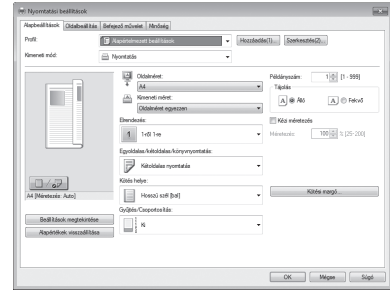 Nyomtatási beállítások
Alapbeállítások Oldalbeállítás Befejező művelet Minőség
Profil: Alapértelmezett beállítások Hozzáadás(1)... Szerkesztés(2)...
Kimeneti mód: Nyomtatás
Oldalméret: Példányszám: 1 [1 - 999]
A4 Tájolás
Kimeneti méret: A Álló A Fekvő
Oldalméret egyezzen
Elrendezés: Kézi méretezés
1 1-ről 1-re Méretezés: 100 % [25-200]
Egyoldalas/kétoldalas/könyvnyomtatás:
Kétoldalas nyomtatás
Kötés helye:
A4 [Méretezés: Auto] Hosszú szél [bal] Kötési margó...
Gyűjtés/Csoportosítás:
Beállítások megtekintése Ki
Alapértékek visszaállítása
OK Mégse Súgó